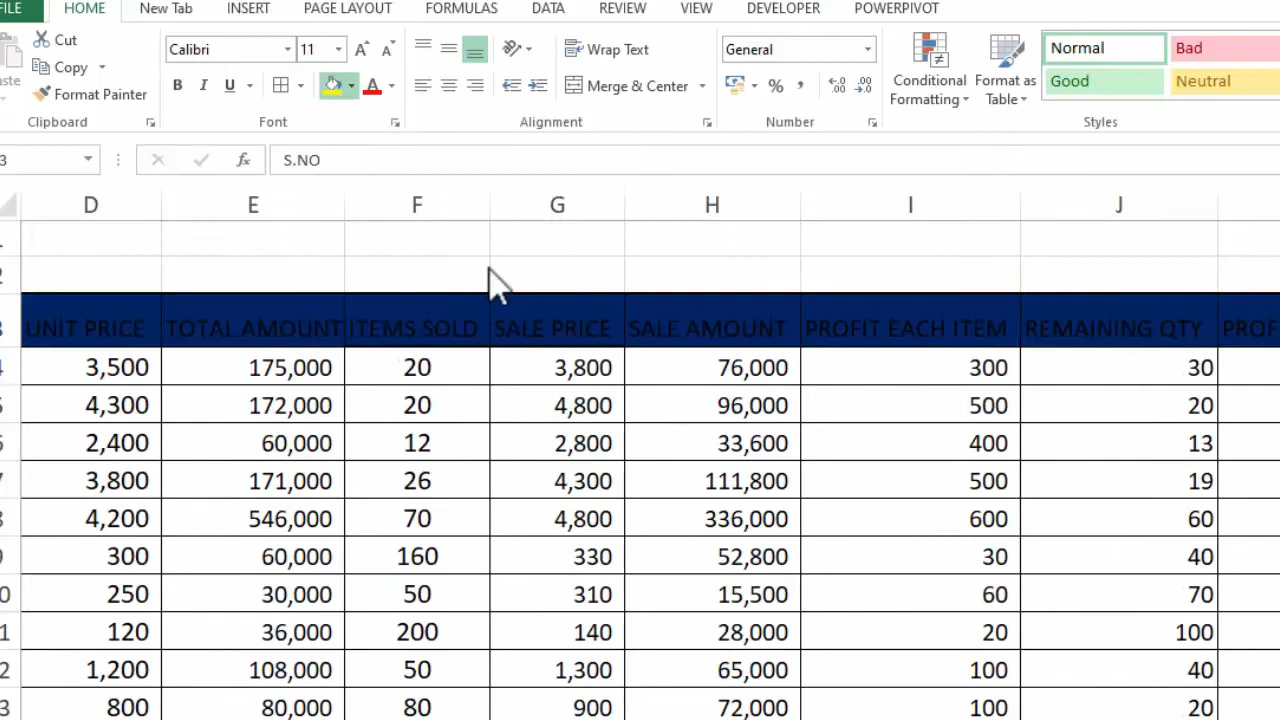 FILE HOME New Tab INSERT PAGE LAYOUT FORMULAS DATA REVIEW VIEW DEVELOPER POWERPIVOT
Cut
Copy
Format Painter
Clipboard
Calibri 11
B I U
Font
Wrap Text
Merge & Center
Alignment
General
Number
Conditional Formatting
Format as Table
Normal Bad
Good Neutral
Styles
3 fx S.NO
D E F G H I J
2
UNIT PRICE TOTAL AMOUNT ITEMS SOLD SALE PRICE SALE AMOUNT PROFIT EACH ITEM REMAINING QTY
3,500 175,000 20 3,800 76,000 300 30
4,300 172,000 20 4,800 96,000 500 20
2,400 60,000 12 2,800 33,600 400 13
3,800 171,000 26 4,300 111,800 500 19
4,200 546,000 70 4,800 336,000 600 60
300 60,000 160 330 52,800 30 40
250 30,000 50 310 15,500 60 70
120 36,000 200 140 28,000 20 100
1,200 108,000 50 1,300 65,000 100 40
800 80,000 80 900 72,000 100 20